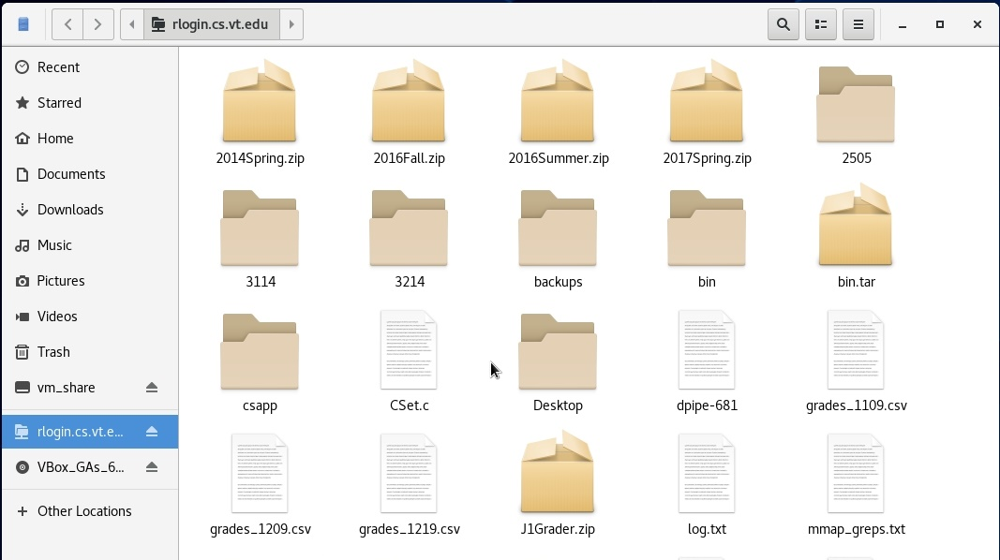 rlogin.cs.vt.edu
Recent
Starred
Home
Documents
Downloads
Music
Pictures
Videos
Trash
vm_share
rlogin.cs.vt.e...
VBox_GAs_6...
Other Locations
2014Spring.zip
2016Fall.zip
2016Summer.zip
2017Spring.zip
2505
3114
3214
backups
bin
bin.tar
csapp
CSet.c
Desktop
dpipe-681
grades_1109.csv
grades_1209.csv
grades_1219.csv
J1Grader.zip
log.txt
mmap_greps.txt